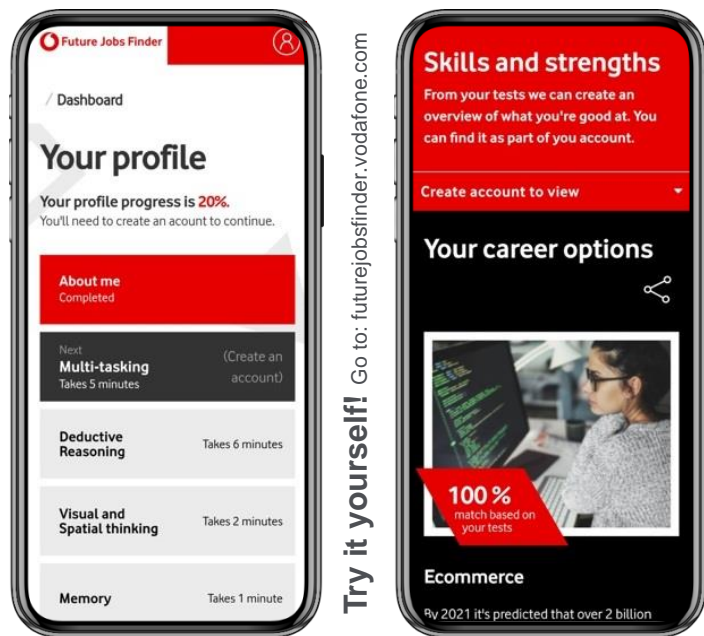 Future Jobs Finder
/ Dashboard
Your profile
Your profile progress is 20%.
You'll need to create an acount to continue.
About me
Completed
Next
Multi-tasking
Takes 5 minutes
(Create an
account)
Deductive
Reasoning
Takes 6 minutes
Visual and
Spatial thinking
Takes 2 minutes
Memory
Takes 1 minute
Try it yourself! Go to: futurejobsfinder.vodafone.com
Skills and strengths
From your tests we can create an
overview of what you're good at. You
can find it as part of you account.
Create account to view
Your career options
100 %
match based on
your tests
Ecommerce
By 2021 it's predicted that over 2 billion